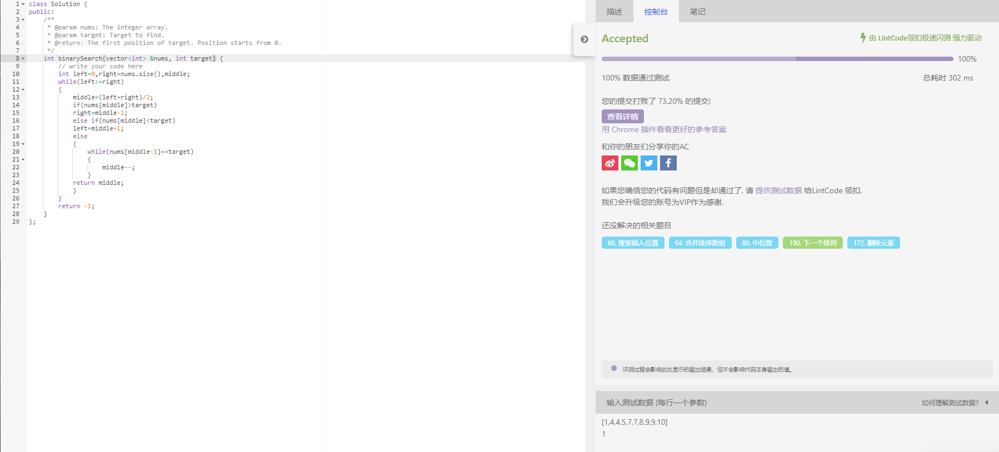 1 class Solution {
2 public:
3 /**
4 * @param nums: The integer array.
5 * @param target: Target to find.
6 * @return: The first position of target. Position starts from 0.
7 */
8 int binarySearch(vector<int> &nums, int target) {
9 // write your code here
10 int left=0,right=nums.size(),middle;
11 while(left<=right)
12 {
13 middle=(left+right)/2;
14 if(nums[middle]>target)
15 right=middle-1;
16 else if(nums[middle]<target)
17 left=middle+1;
18 else
19 {
20 while(nums[middle-1]==target)
21 {
22 middle--;
23 }
24 return middle;
25 }
26 }
27 return -1;
28 }
29 };
描述 控制台 笔记
Accepted 由 LintCode领扣极速闪测 强力驱动
100%
100% 数据通过测试 总耗时 302 ms
您的提交打败了 73.20% 的提交!
查看详情
用 Chrome 插件看看更好的参考答案
和你的朋友们分享你的AC
如果您确信您的代码有问题但是却通过了, 请 提供测试数据 给LintCode 领扣.
我们会升级您的账号为VIP作为感谢.
还没解决的相关题目
60. 搜索插入位置 64. 合并排序数组 80. 中位数 190. 下一个排列 172. 删除元素
评测过程会影响此处显示的输出结果，但不会影响代码本身输出的值。
输入测试数据 (每行一个参数) 如何理解测试数据?
[1,4,4,5,7,7,8,9,9,10]
1